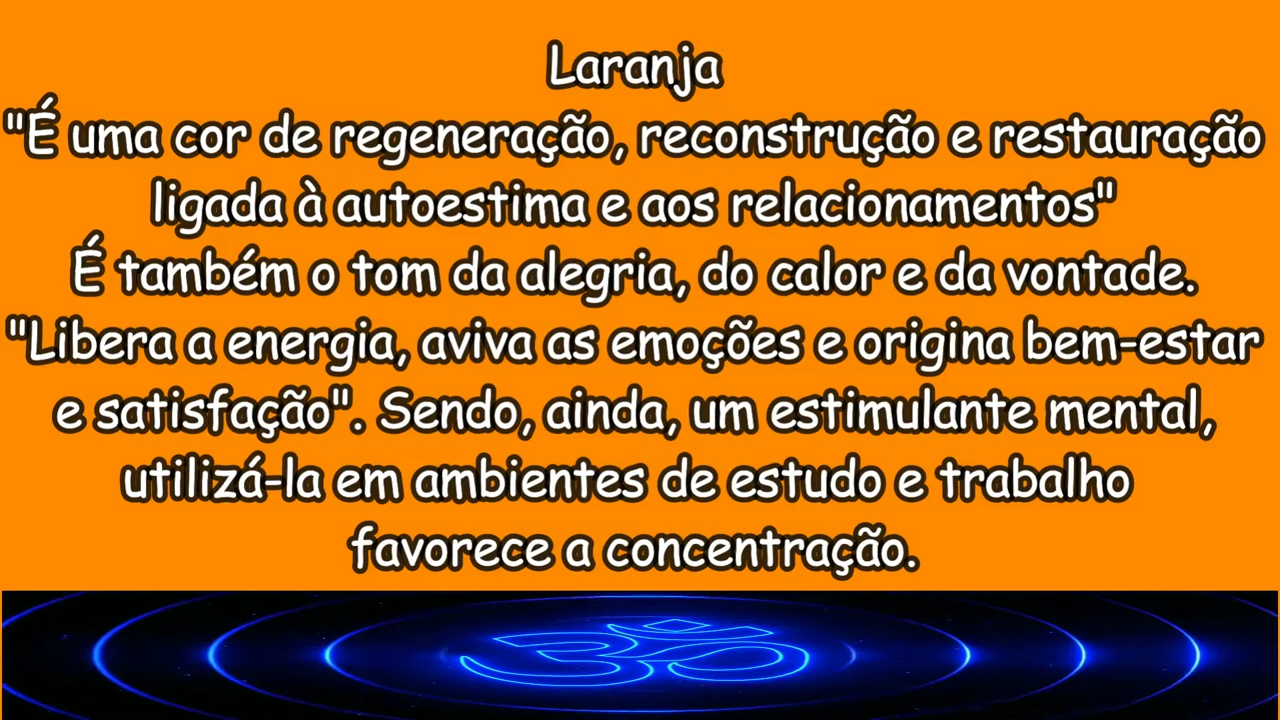 Laranja
"É uma cor de regeneração, reconstrução e restauração
ligada à autoestima e aos relacionamentos"
É também o tom da alegria, do calor e da vontade.
"Libera a energia, aviva as emoções e origina bem-estar
e satisfação". Sendo, ainda, um estimulante mental,
utilizá-la em ambientes de estudo e trabalho
favorece a concentração.
ॐ